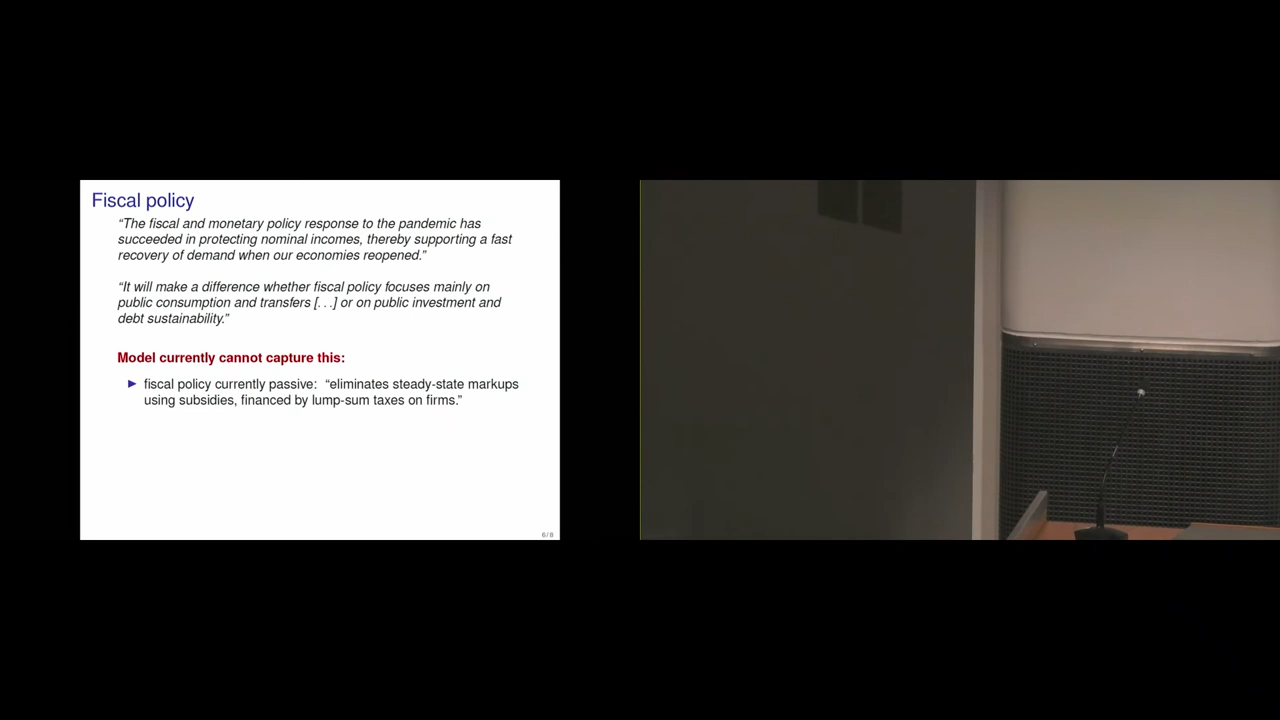 Fiscal policy
“The fiscal and monetary policy response to the pandemic has
succeeded in protecting nominal incomes, thereby supporting a fast
recovery of demand when our economies reopened.”
“It will make a difference whether fiscal policy focuses mainly on
public consumption and transfers [. . .] or on public investment and
debt sustainability.”
Model currently cannot capture this:
► fiscal policy currently passive: “eliminates steady-state markups
using subsidies, financed by lump-sum taxes on firms.”
6 / 8